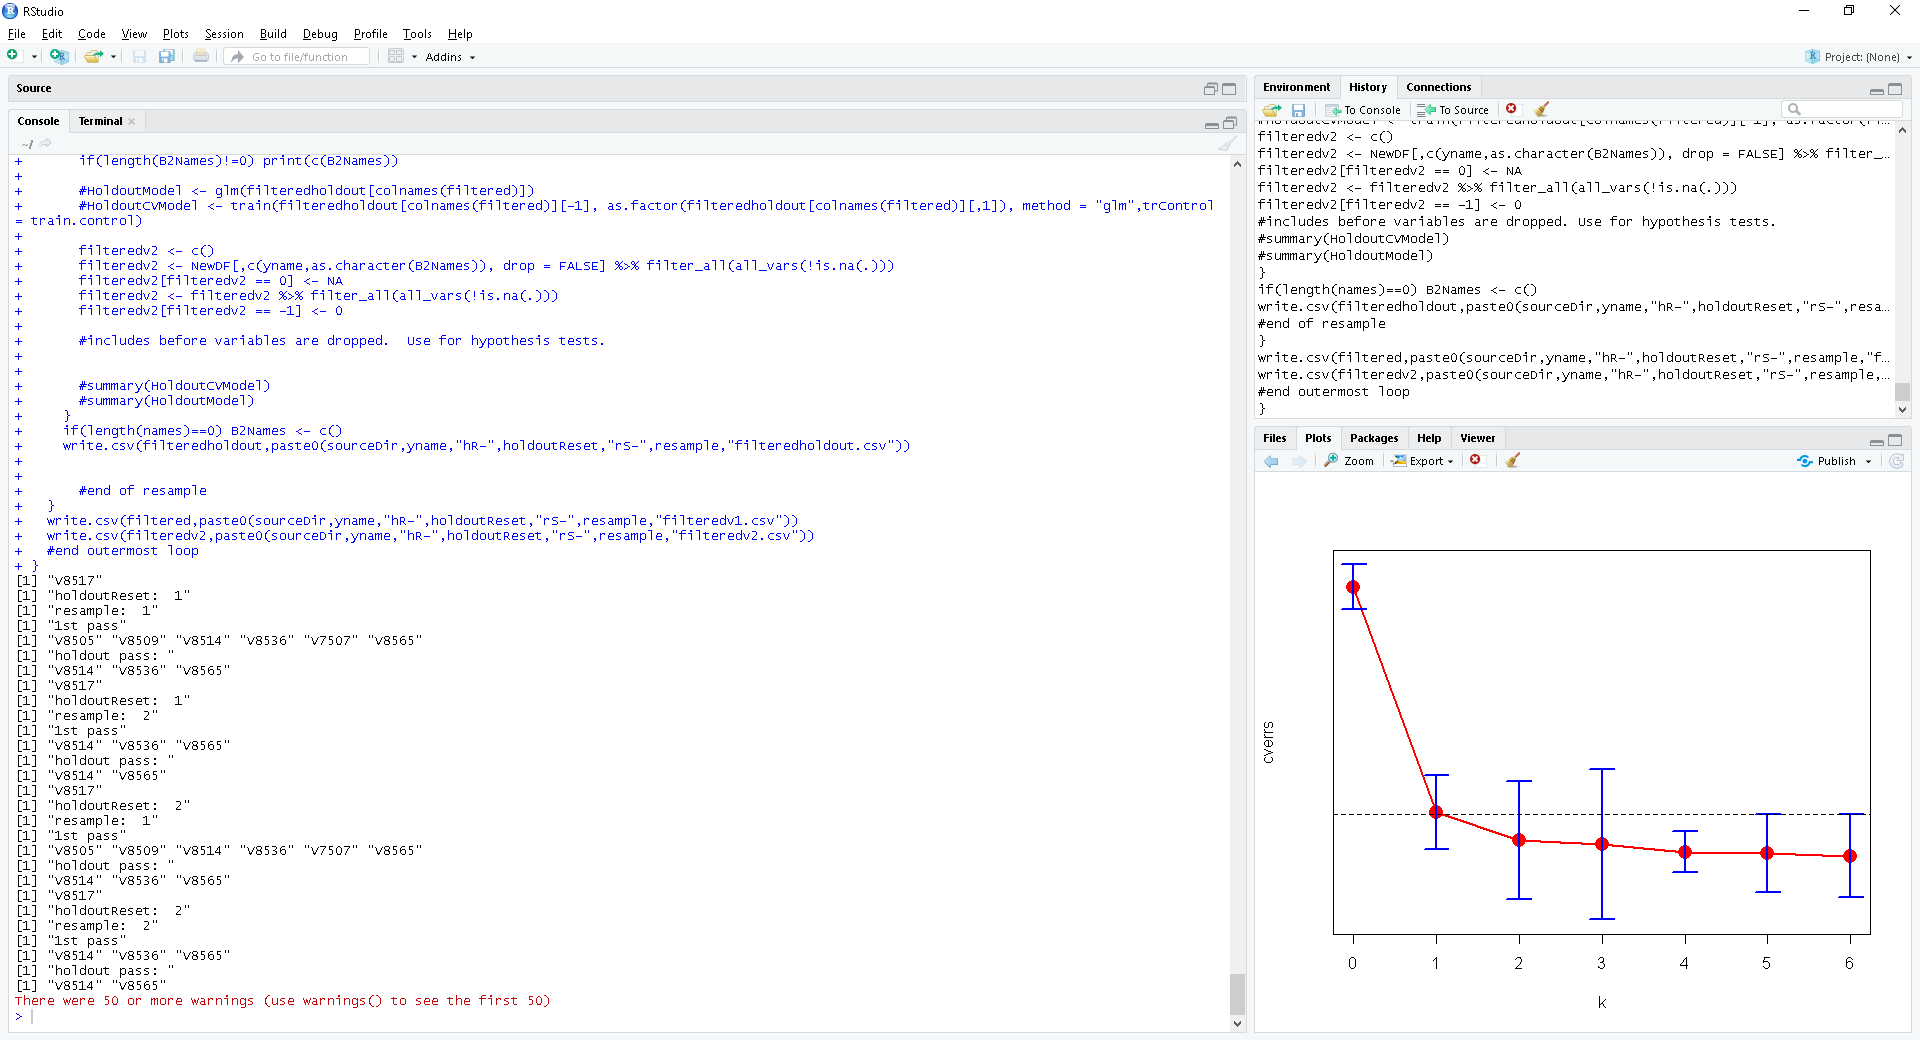 RStudio
File Edit Code View Plots Session Build Debug Profile Tools Help
Go to file/function Addins Project: (None)
Source
Console Terminal
~/
+       if(length(B2Names)!=0) print(c(B2Names))
+
+       #HoldoutModel <- glm(filteredholdout[colnames(filtered)])
+       #HoldoutCVModel <- train(filteredholdout[colnames(filtered)][-1], as.factor(filteredholdout[colnames(filtered)][,1]), method = "glm",trControl
= train.control)
+
+       filteredv2 <- c()
+       filteredv2 <- NewDF[,c(yname,as.character(B2Names)), drop = FALSE] %>% filter_all(all_vars(!is.na(.)))
+       filteredv2[filteredv2 == 0] <- NA
+       filteredv2 <- filteredv2 %>% filter_all(all_vars(!is.na(.)))
+       filteredv2[filteredv2 == -1] <- 0
+
+       #includes before variables are dropped.  Use for hypothesis tests.
+
+
+       #summary(HoldoutCVModel)
+       #summary(HoldoutModel)
+     }
+     if(length(names)==0) B2Names <- c()
+     write.csv(filteredholdout,paste0(sourceDir,yname,"hR-",holdoutReset,"rS-",resample,"filteredholdout.csv"))
+
+
+       #end of resample
+   }
+   write.csv(filtered,paste0(sourceDir,yname,"hR-",holdoutReset,"rS-",resample,"filteredv1.csv"))
+   write.csv(filteredv2,paste0(sourceDir,yname,"hR-",holdoutReset,"rS-",resample,"filteredv2.csv"))
+   #end outermost loop
+ }
[1] "v8517"
[1] "holdoutReset:  1"
[1] "resample:  1"
[1] "1st pass"
[1] "v8505" "v8509" "v8514" "v8536" "v7507" "v8565"
[1] "holdout pass: "
[1] "v8514" "v8536" "v8565"
[1] "v8517"
[1] "holdoutReset:  1"
[1] "resample:  2"
[1] "1st pass"
[1] "v8514" "v8536" "v8565"
[1] "holdout pass: "
[1] "v8514" "v8565"
[1] "v8517"
[1] "holdoutReset:  2"
[1] "resample:  1"
[1] "1st pass"
[1] "v8505" "v8509" "v8514" "v8536" "v7507" "v8565"
[1] "holdout pass: "
[1] "v8514" "v8536" "v8565"
[1] "v8517"
[1] "holdoutReset:  2"
[1] "resample:  2"
[1] "1st pass"
[1] "v8514" "v8536" "v8565"
[1] "holdout pass: "
[1] "v8514" "v8565"
There were 50 or more warnings (use warnings() to see the first 50)
>
Environment History Connections
To Console To Source
filteredv2 <- c()
filteredv2 <- NewDF[,c(yname,as.character(B2Names)), drop = FALSE] %>% filter_…
filteredv2[filteredv2 == 0] <- NA
filteredv2 <- filteredv2 %>% filter_all(all_vars(!is.na(.)))
filteredv2[filteredv2 == -1] <- 0
#includes before variables are dropped. Use for hypothesis tests.
#summary(HoldoutCVModel)
#summary(HoldoutModel)
}
if(length(names)==0) B2Names <- c()
write.csv(filteredholdout,paste0(sourceDir,yname,"hR-",holdoutReset,"rS-",resa…
#end of resample
}
write.csv(filtered,paste0(sourceDir,yname,"hR-",holdoutReset,"rS-",resample,"f…
write.csv(filteredv2,paste0(sourceDir,yname,"hR-",holdoutReset,"rS-",resample,…
#end outermost loop
}
Files Plots Packages Help Viewer
Zoom Export Publish
cverrs
0 1 2 3 4 5 6
k